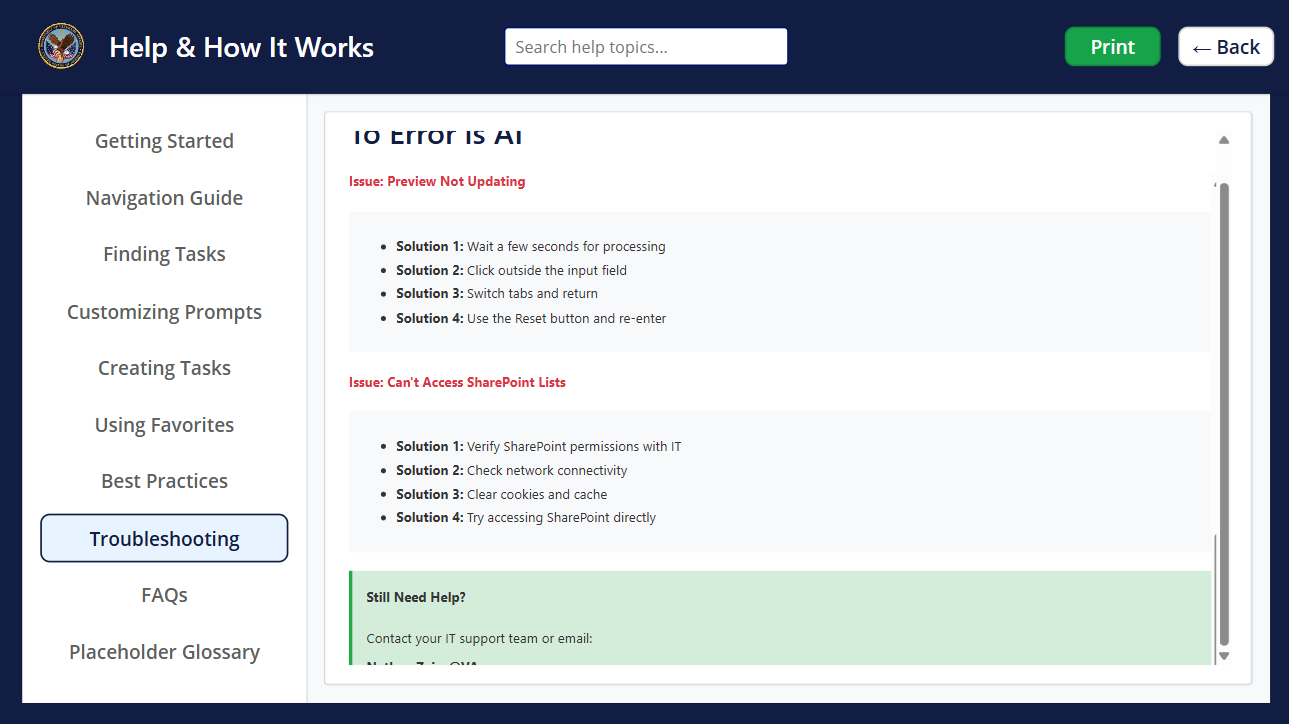 Help & How It Works
Search help topics...
Print
← Back
Getting Started
Navigation Guide
Finding Tasks
Customizing Prompts
Creating Tasks
Using Favorites
Best Practices
Troubleshooting
FAQs
Placeholder Glossary
To Error is AI
Issue: Preview Not Updating
• Solution 1: Wait a few seconds for processing
• Solution 2: Click outside the input field
• Solution 3: Switch tabs and return
• Solution 4: Use the Reset button and re-enter
Issue: Can't Access SharePoint Lists
• Solution 1: Verify SharePoint permissions with IT
• Solution 2: Check network connectivity
• Solution 3: Clear cookies and cache
• Solution 4: Try accessing SharePoint directly
Still Need Help?
Contact your IT support team or email: